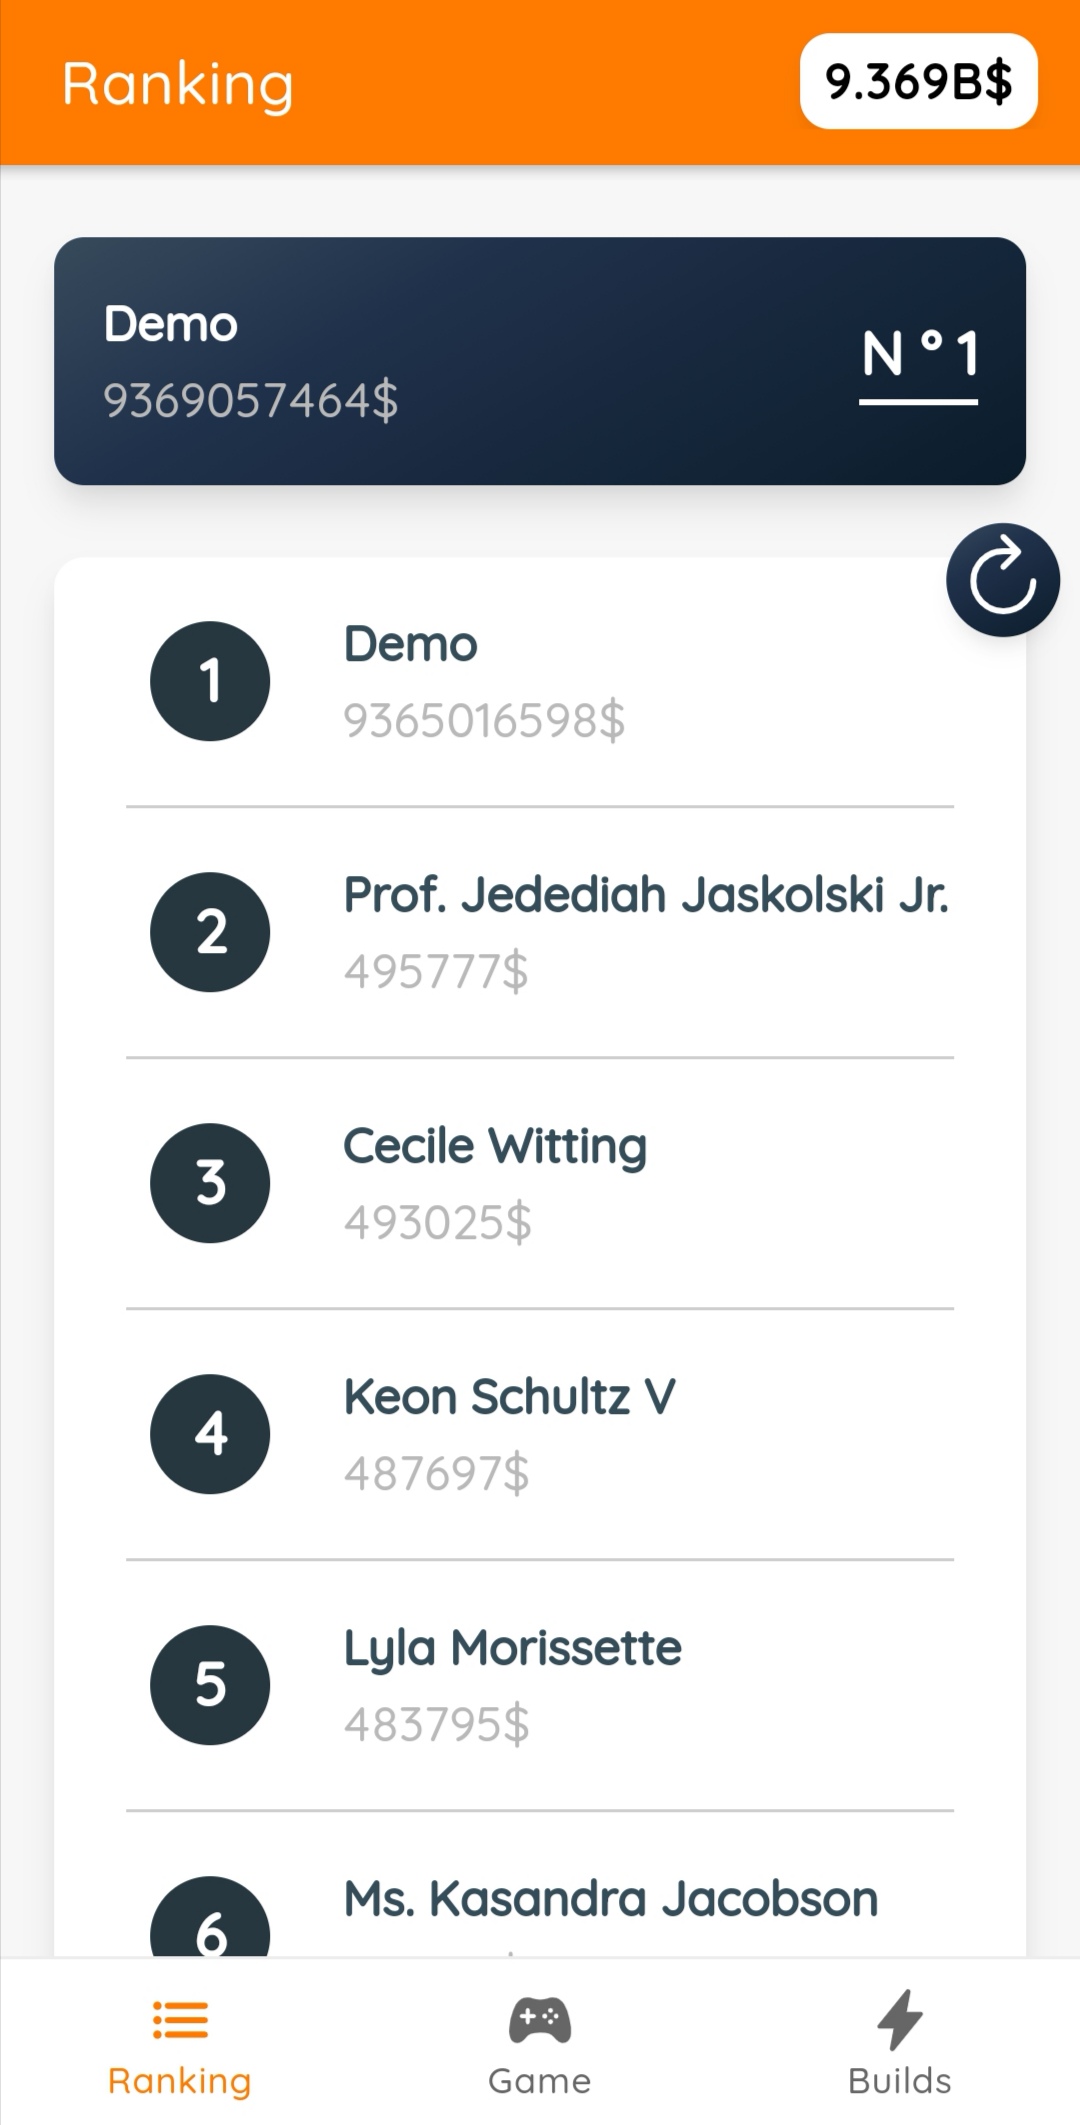 Ranking
9.369B$
Demo
9369057464$
N°1
1
Demo
9365016598$
2
Prof. Jedediah Jaskolski Jr.
495777$
3
Cecile Witting
493025$
4
Keon Schultz V
487697$
5
Lyla Morissette
483795$
6
Ms. Kasandra Jacobson
Ranking
Game
Builds